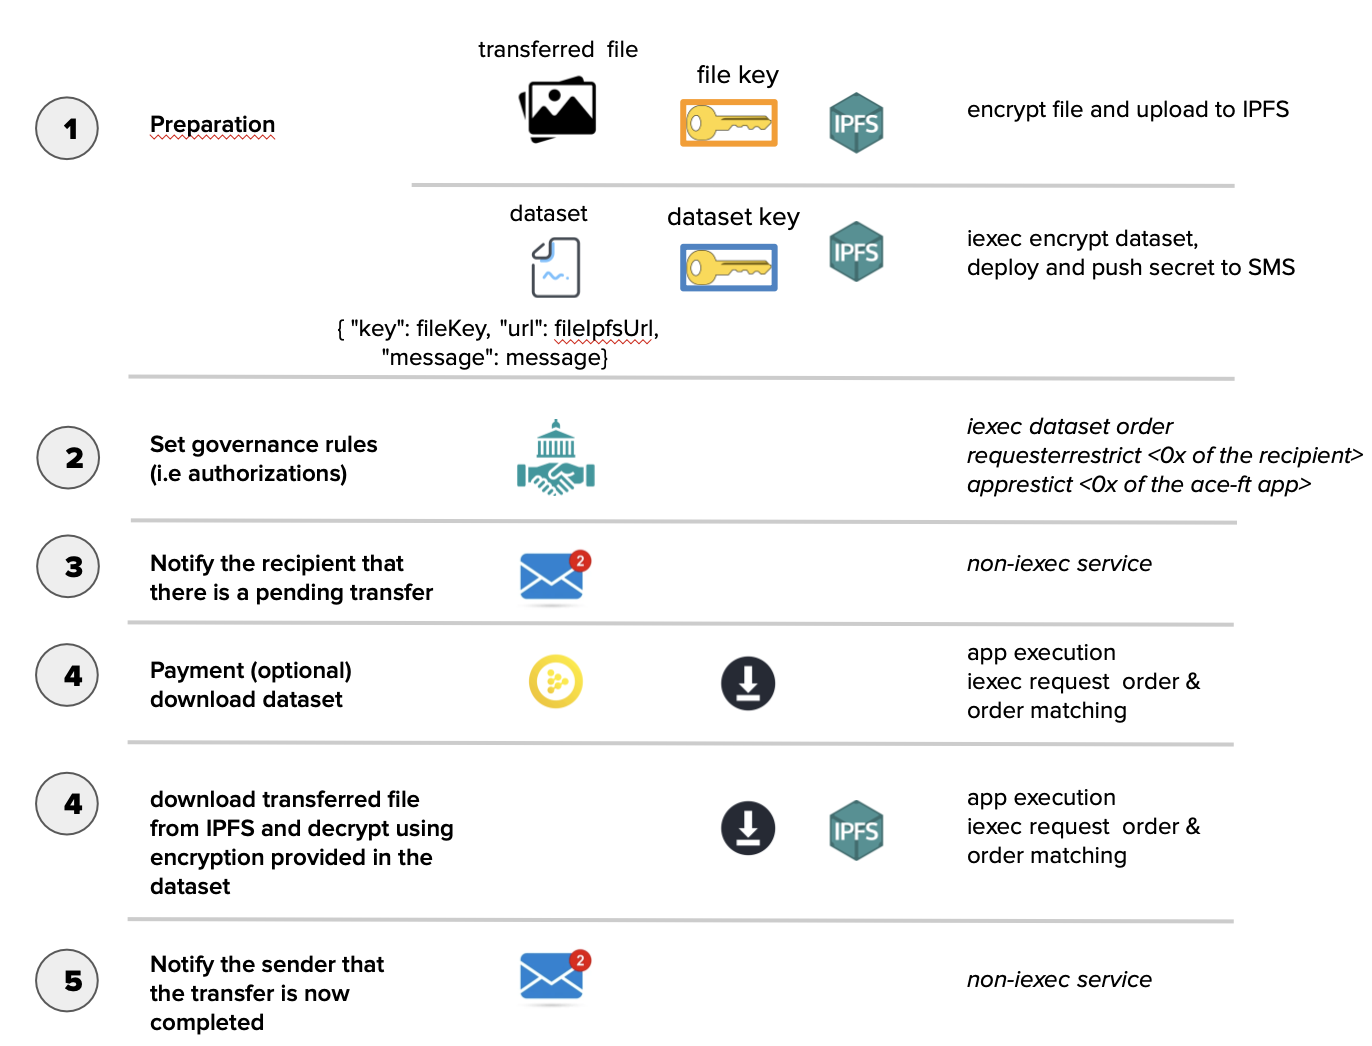 transferred file
file key
1
Preparation
IPFS
encrypt file and upload to IPFS
dataset
dataset key
IPFS
iexec encrypt dataset,
deploy and push secret to SMS
{ "key": fileKey, "url": fileIpfsUrl,
"message": message}
2
Set governance rules
(i.e authorizations)
iexec dataset order
requesterrestrict <0x of the recipient>
apprestict <0x of the ace-ft app>
3
Notify the recipient that
there is a pending transfer
2
non-iexec service
4
Payment (optional)
download dataset
app execution
iexec request order &
order matching
4
download transferred file
from IPFS and decrypt using
encryption provided in the
dataset
IPFS
app execution
iexec request order &
order matching
5
Notify the sender that
the transfer is now
completed
2
non-iexec service